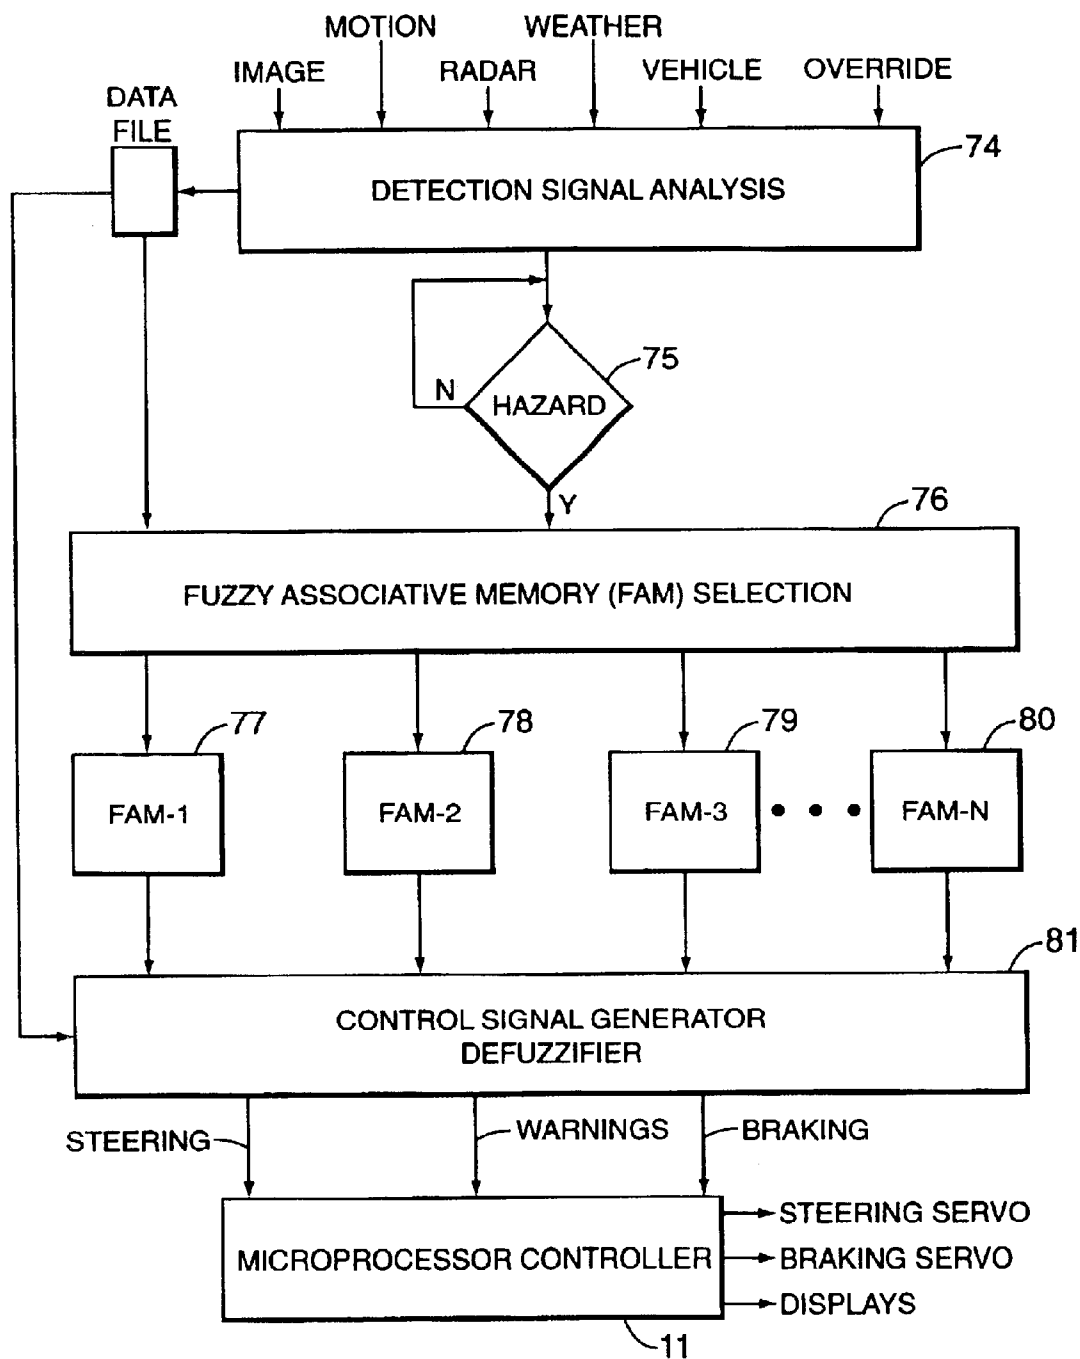 MOTION
WEATHER
IMAGE
RADAR
VEHICLE
OVERRIDE
DATA
FILE
74
DETECTION SIGNAL ANALYSIS
75
N
HAZARD
Y
76
FUZZY ASSOCIATIVE MEMORY (FAM) SELECTION
77
78
79
80
FAM-1
FAM-2
FAM-3
FAM-N
81
CONTROL SIGNAL GENERATOR
DEFUZZIFIER
STEERING
WARNINGS
BRAKING
STEERING SERVO
MICROPROCESSOR CONTROLLER
BRAKING SERVO
DISPLAYS
11